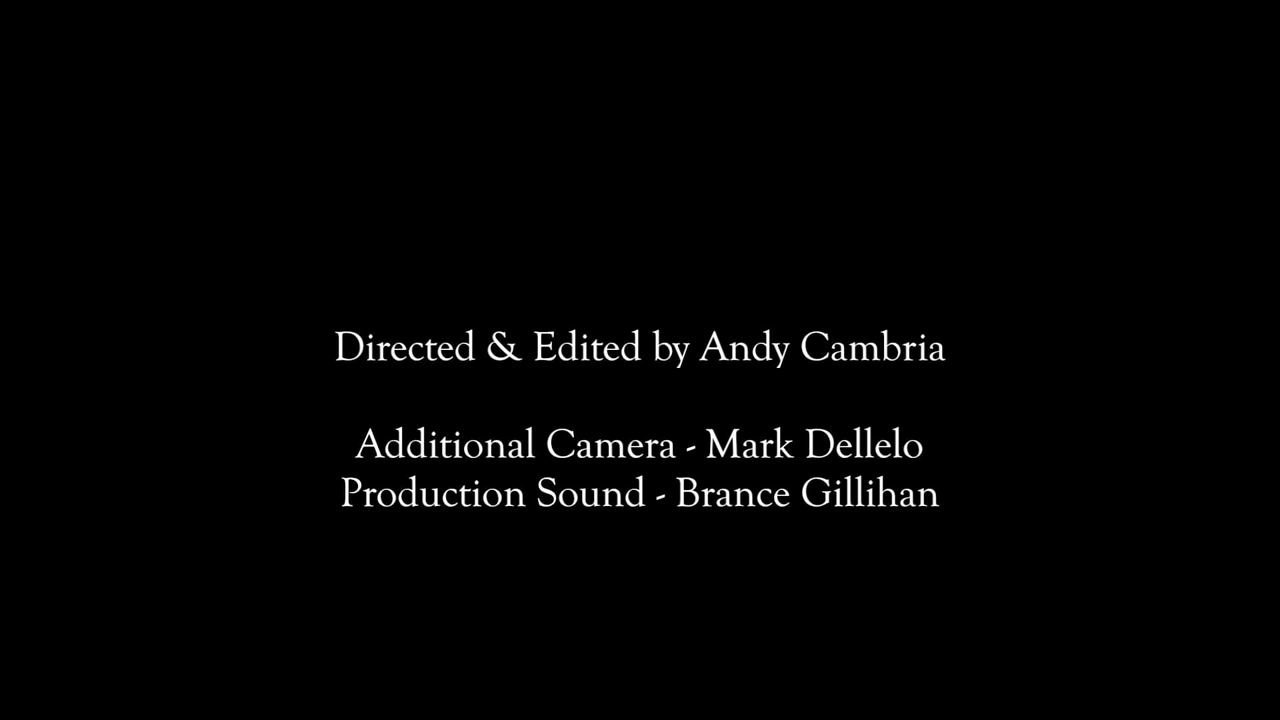 Directed & Edited by Andy Cambria
Additional Camera - Mark Dellelo
Production Sound - Brance Gillihan